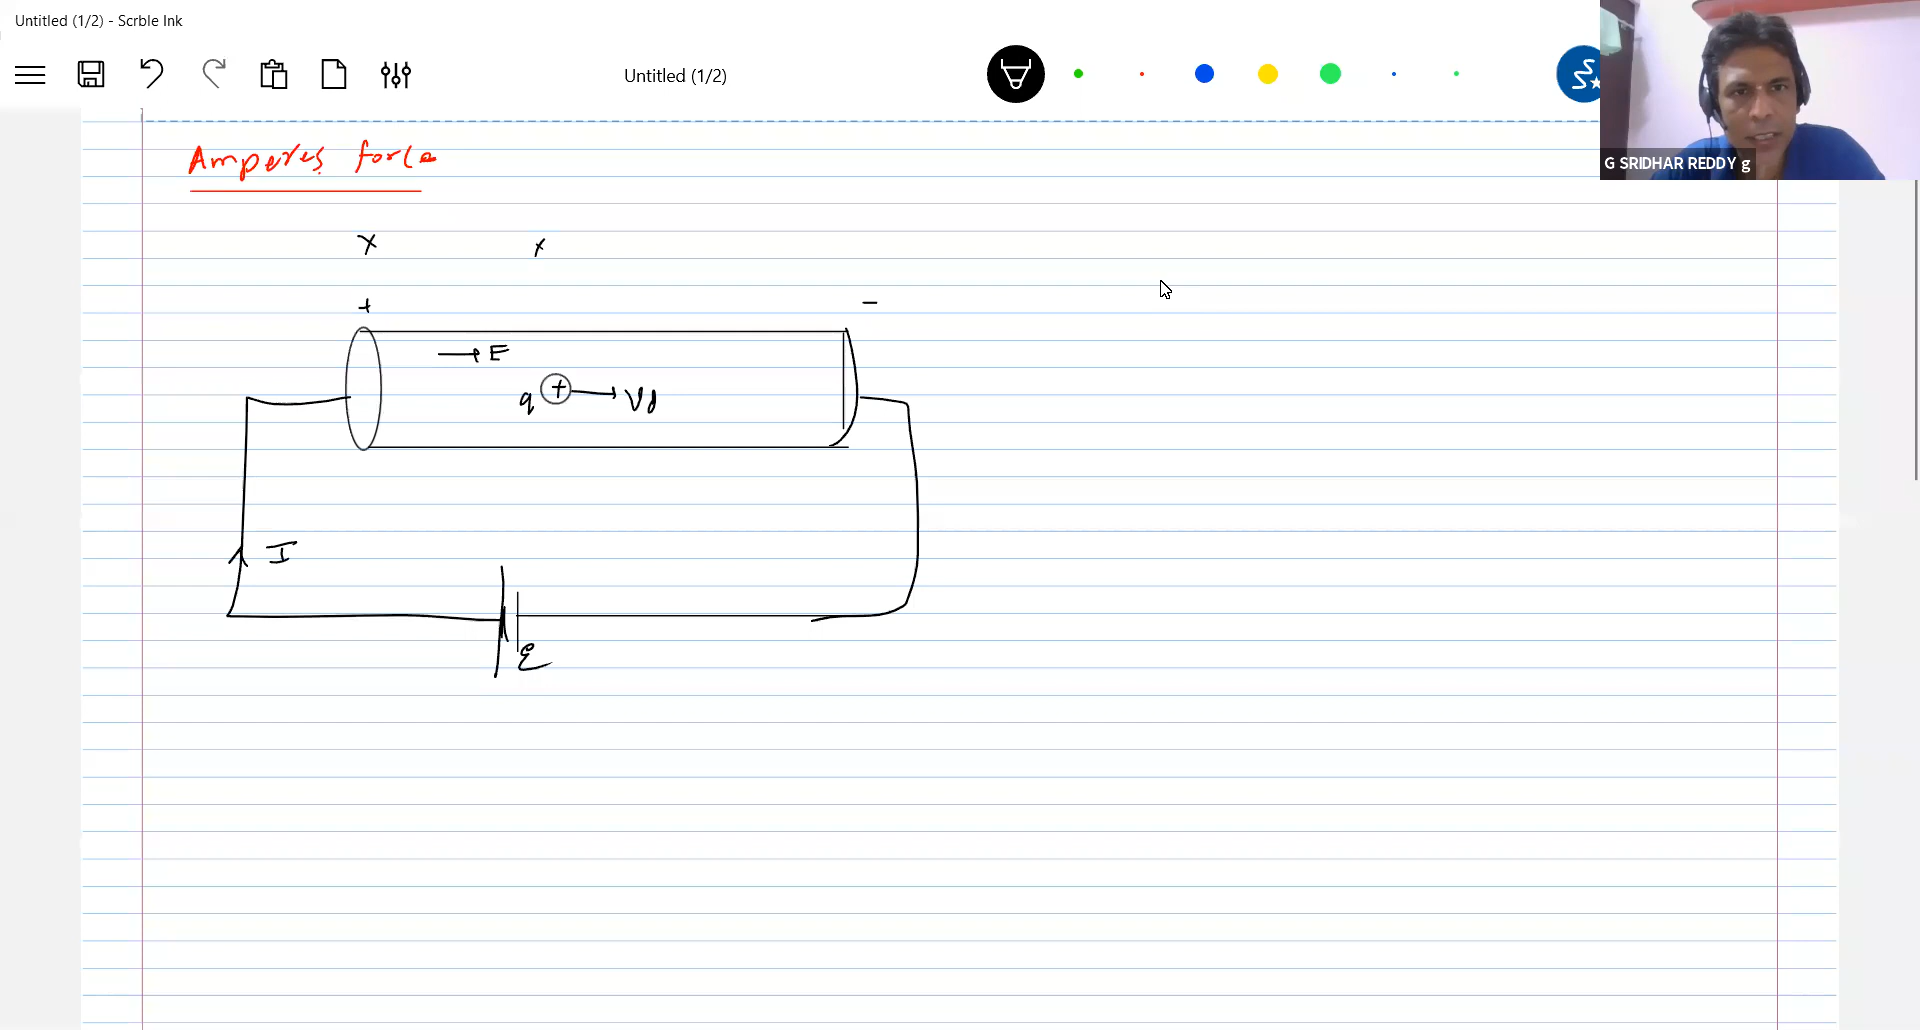 Untitled (1/2) - Scrble Ink
Untitled (1/2)
G SRIDHAR REDDY g
Amperes force
x x
+ −
→ E
q + → Vd
I
ε